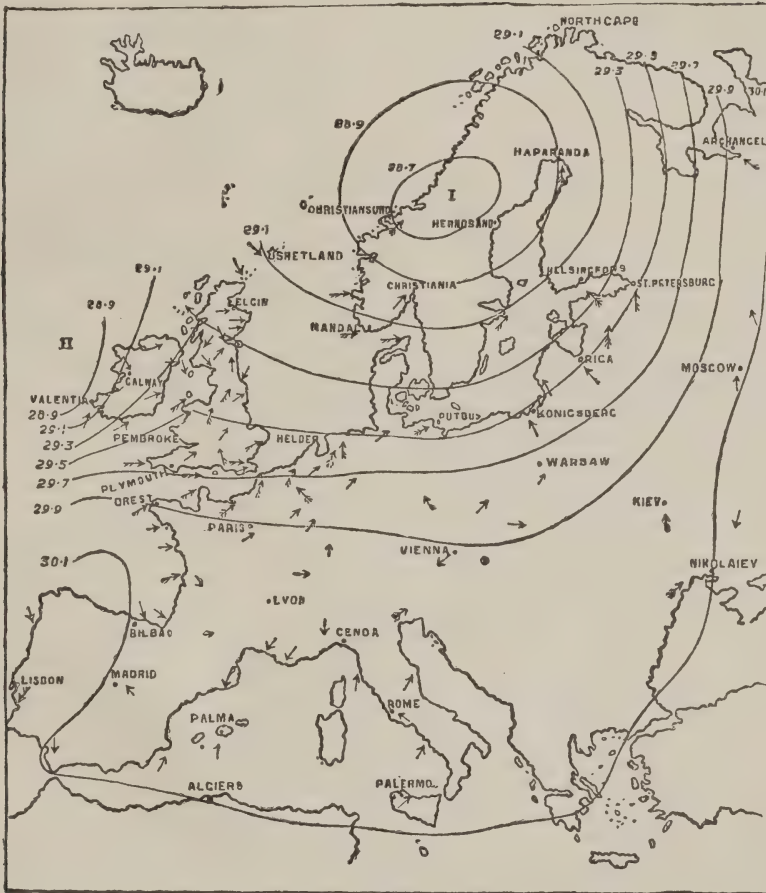 NORTHCAPE
29.1
29.5
29.7
29.3
29.9
30.1
28.9
ARCHANGEL
28.7
HAPARANDA
I
CHRISTIANSUND
HERNOSAND
29.1
SHETLAND
29.1
HELSINGFORS
ST. PETERSBURG
CHRISTIANIA
28.9
ELGIN
MANDAL
II
RIGA
MOSCOW
GALWAY
VALENTIA
28.9
PUTBUS
KONIGSBERG
29.1
PEMBROKE
HELDER
29.3
29.5
WARSAW
29.7
PLYMOUTH
BREST
KIEV
29.9
PARIS
VIENNA
30.1
NIKOLAIEV
LYON
BILBAO
GENOA
LISBON
MADRID
ROME
PALMA
PALERMO
ALGIERS